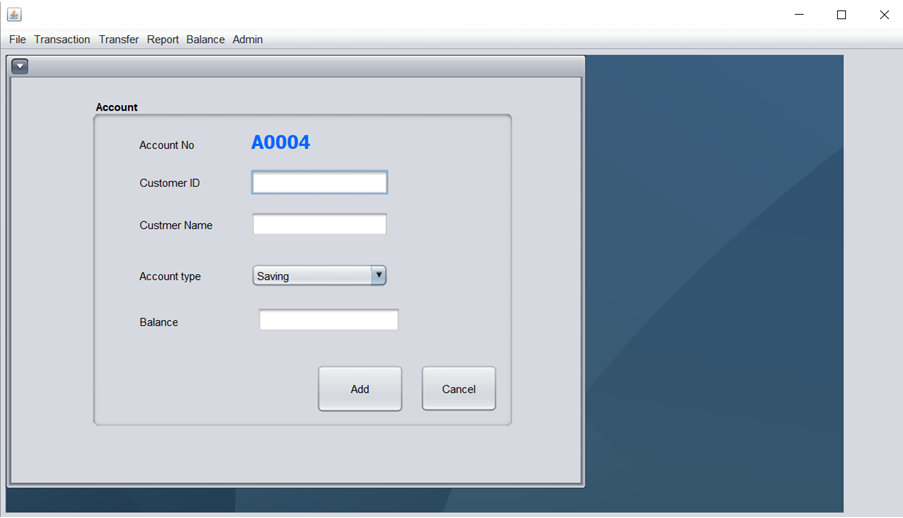 File Transaction Transfer Report Balance Admin
Account
Account No A0004
Customer ID
Custmer Name
Account type Saving
Balance
Add Cancel